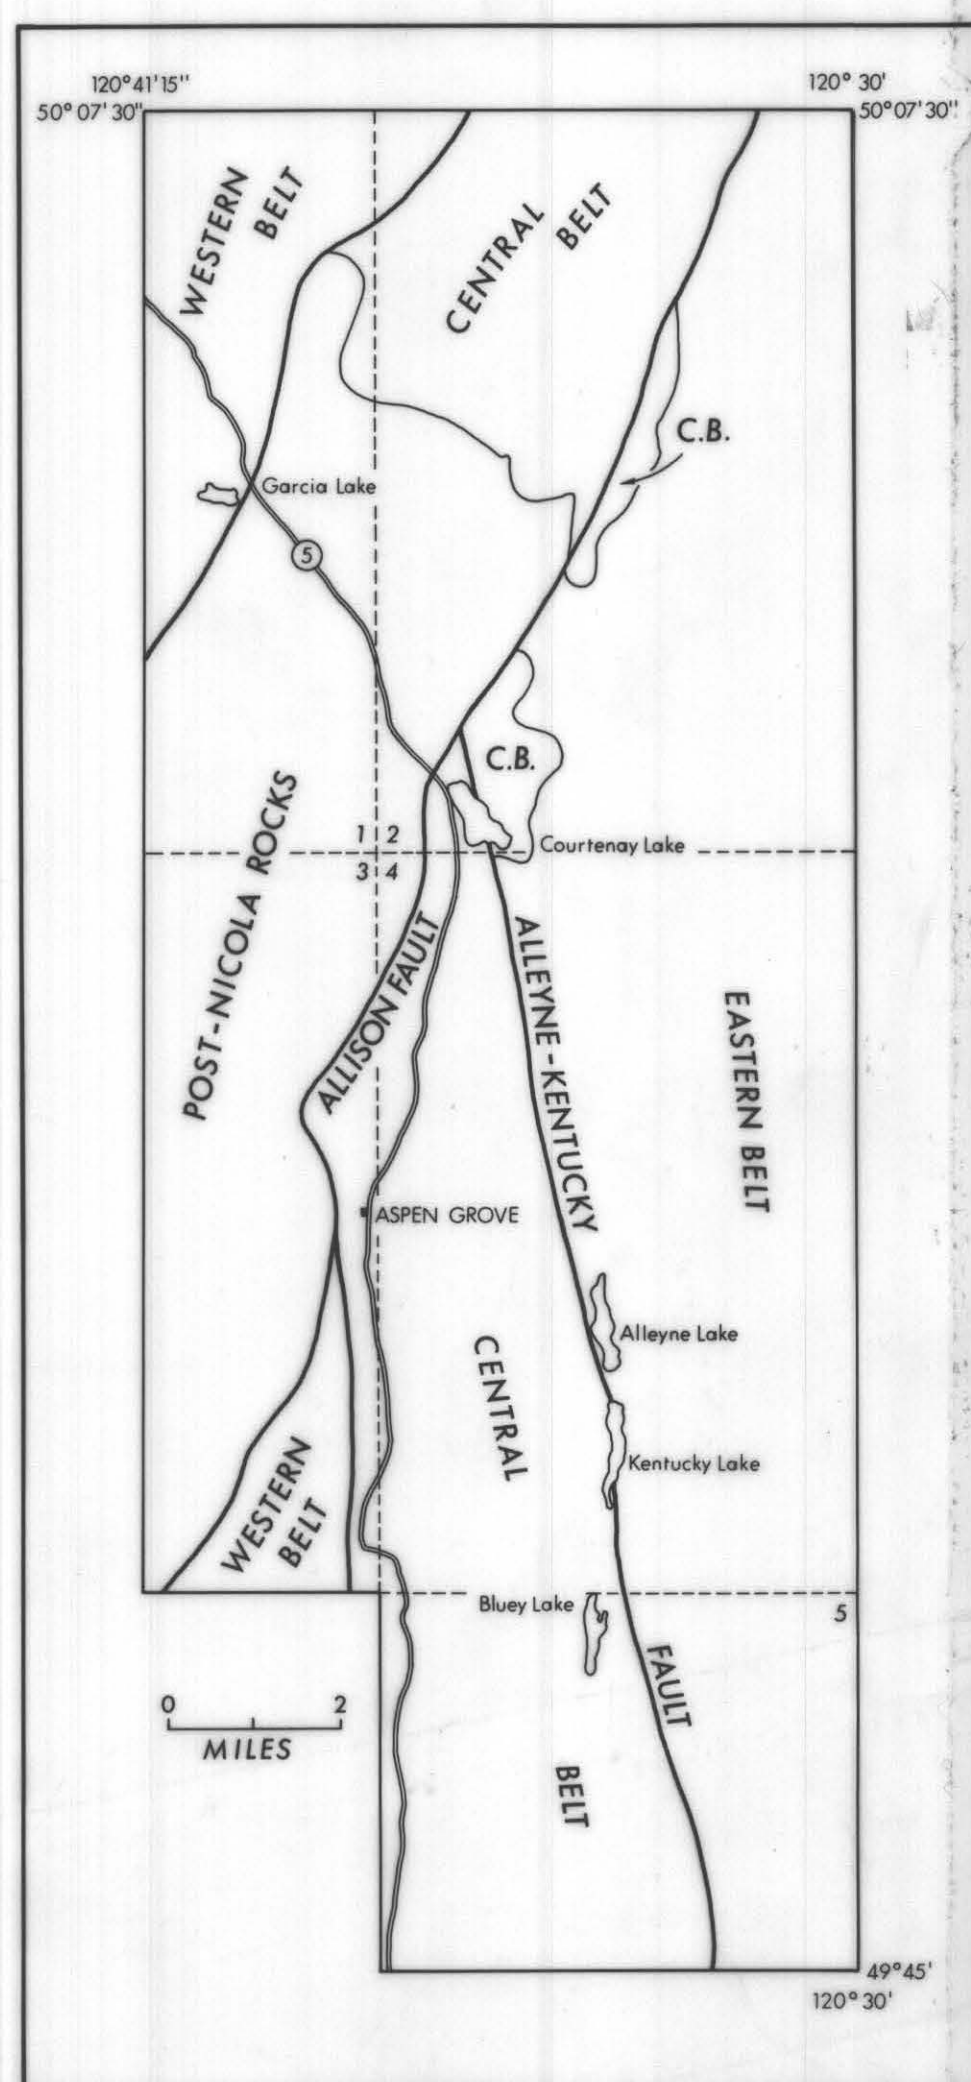 120°41'15"
120° 30'
50° 07' 30"
50°07'30"
WESTERN
BELT
CENTRAL
BELT
C.B.
Garcia Lake
5
C.B.
1 2
Courtenay Lake
3 4
POST-NICOLA ROCKS
ALLISON FAULT
ALLEYNE-KENTUCKY
EASTERN BELT
ASPEN GROVE
Alleyne Lake
CENTRAL
Kentucky Lake
WESTERN
BELT
Bluey Lake
5
FAULT
0 2
MILES
BELT
49°45'
120° 30'